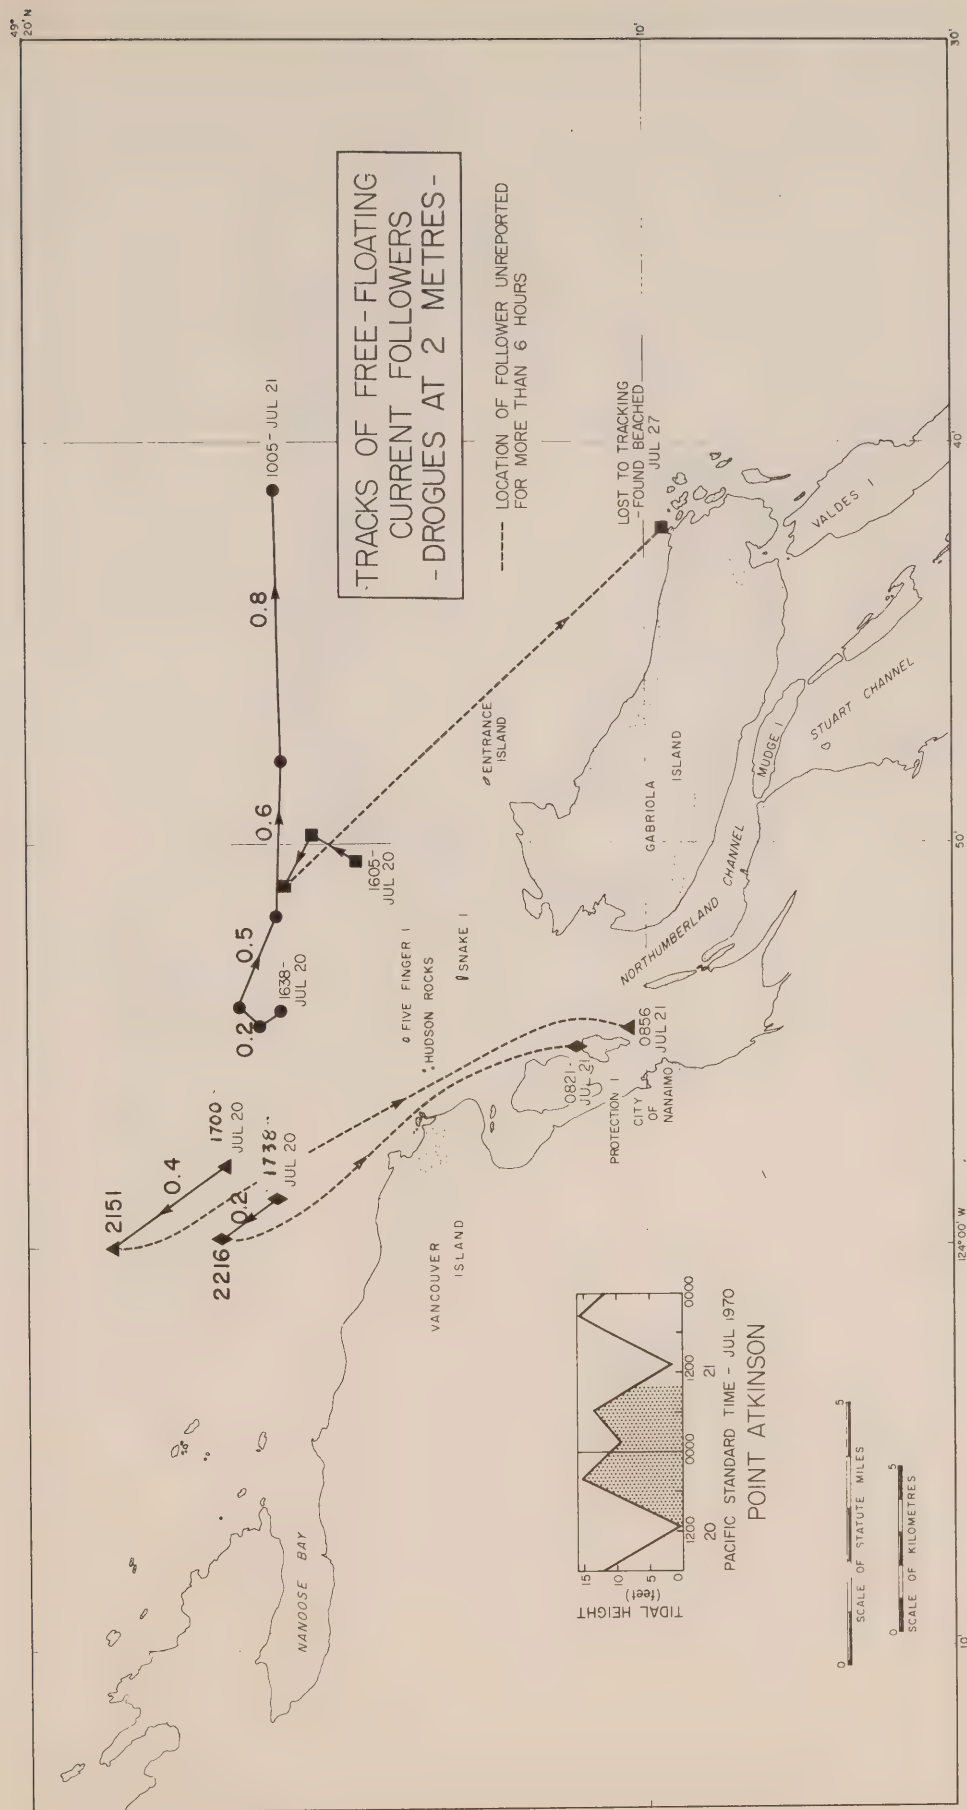 49°
20' N
10'
30'
TRACKS OF FREE-FLOATING
CURRENT FOLLOWERS
- DROGUES AT 2 METRES -
---- LOCATION OF FOLLOWER UNREPORTED
FOR MORE THAN 6 HOURS
1005-JUL 21
0.8
0.6
0.5
0.2
1638-
JUL 20
1605-
JUL 20
LOST TO TRACKING
-FOUND BEACHED
JUL 27
2151
0.4
1700
JUL 20
2216
0.2
1738
JUL 20
FIVE FINGER I
HUDSON ROCKS
SNAKE I
ENTRANCE
ISLAND
GABRIOLA
ISLAND
NORTHUMBERLAND
CHANNEL
MUDGE I
VALDES I
STUART CHANNEL
0821
JUL 21
0856
JUL 21
PROTECTION I
CITY
OF
NANAIMO
VANCOUVER
ISLAND
NANOOSE BAY
TIDAL HEIGHT
(feet)
15
10
5
0
1200
0000
1200
0000
20
21
PACIFIC STANDARD TIME - JUL 1970
POINT ATKINSON
0
5
SCALE OF STATUTE MILES
0
5
SCALE OF KILOMETRES
10'
124°00' W
50'
40'